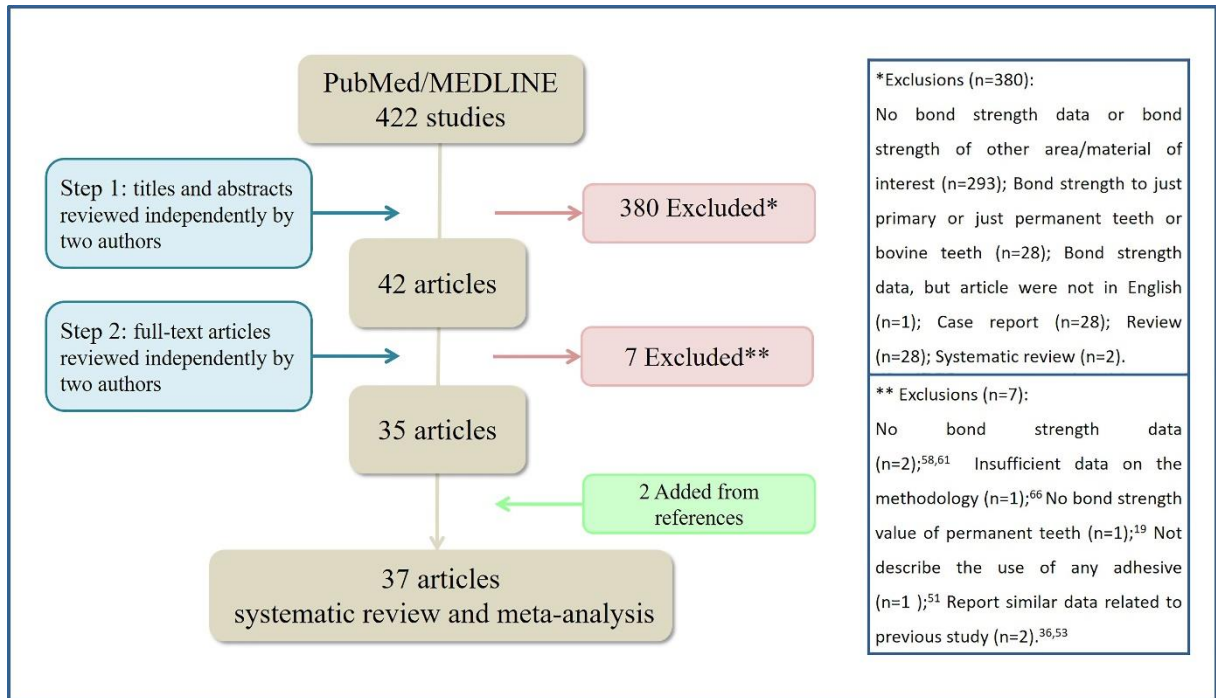 PubMed/MEDLINE
422 studies
Step 1: titles and abstracts
reviewed independently by
two authors
380 Excluded*
42 articles
Step 2: full-text articles
reviewed independently by
two authors
7 Excluded**
35 articles
2 Added from
references
37 articles
systematic review and meta-analysis
*Exclusions (n=380):
No bond strength data or bond
strength of other area/material of
interest (n=293); Bond strength to just
primary or just permanent teeth or
bovine teeth (n=28); Bond strength
data, but article were not in English
(n=1); Case report (n=28); Review
(n=28); Systematic review (n=2).
** Exclusions (n=7):
No bond strength data
(n=2);58,61 Insufficient data on the
methodology (n=1);66 No bond strength
value of permanent teeth (n=1);19 Not
describe the use of any adhesive
(n=1 );51 Report similar data related to
previous study (n=2).36,53